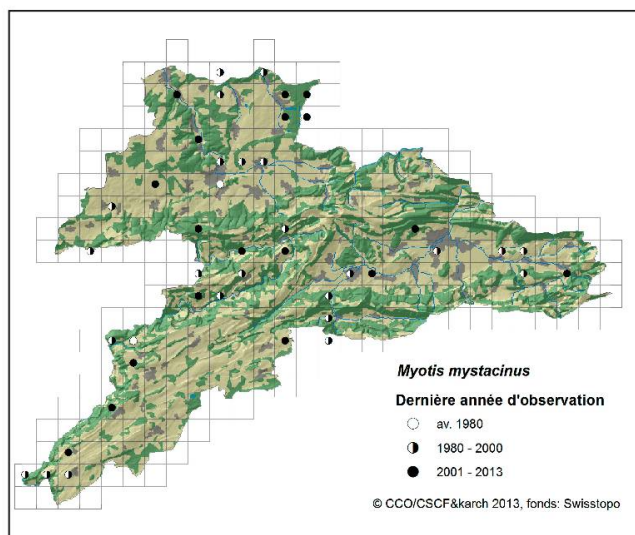 Myotis mystacinus
Dernière année d'observation
av. 1980
1980 - 2000
2001 - 2013
© CCO/CSCF&karch 2013, fonds: Swisstopo